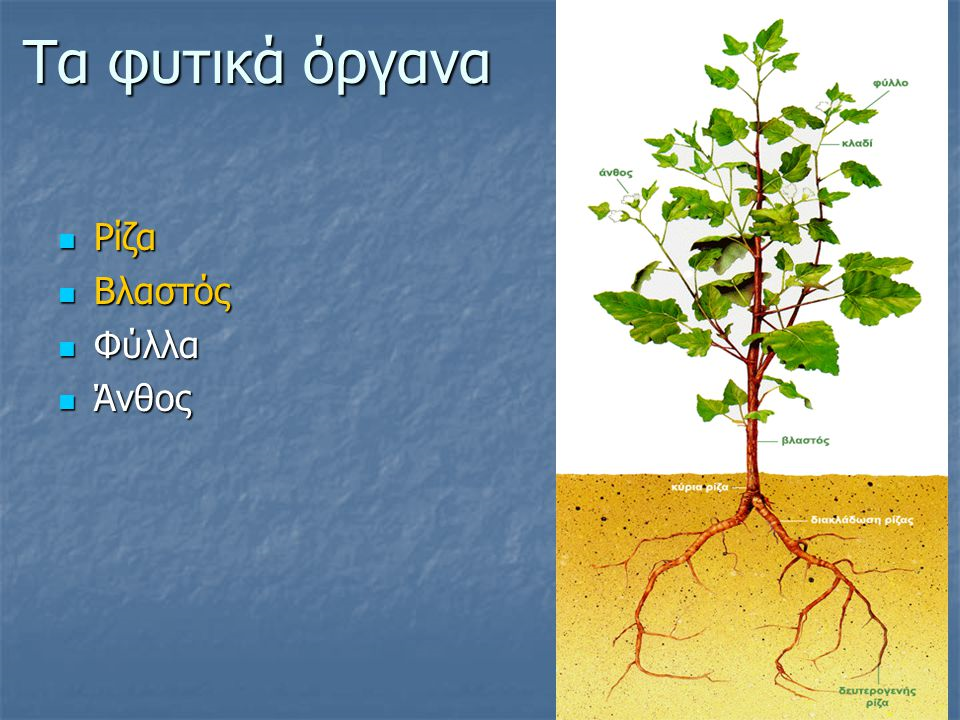 Τα φυτικά όργανα
Ρίζα
Βλαστός
Φύλλα
Άνθος
φύλλο
κλαδί
άνθος
βλαστός
κύρια ρίζα
διακλάδωση ρίζας
δευτερογενής
ρίζα